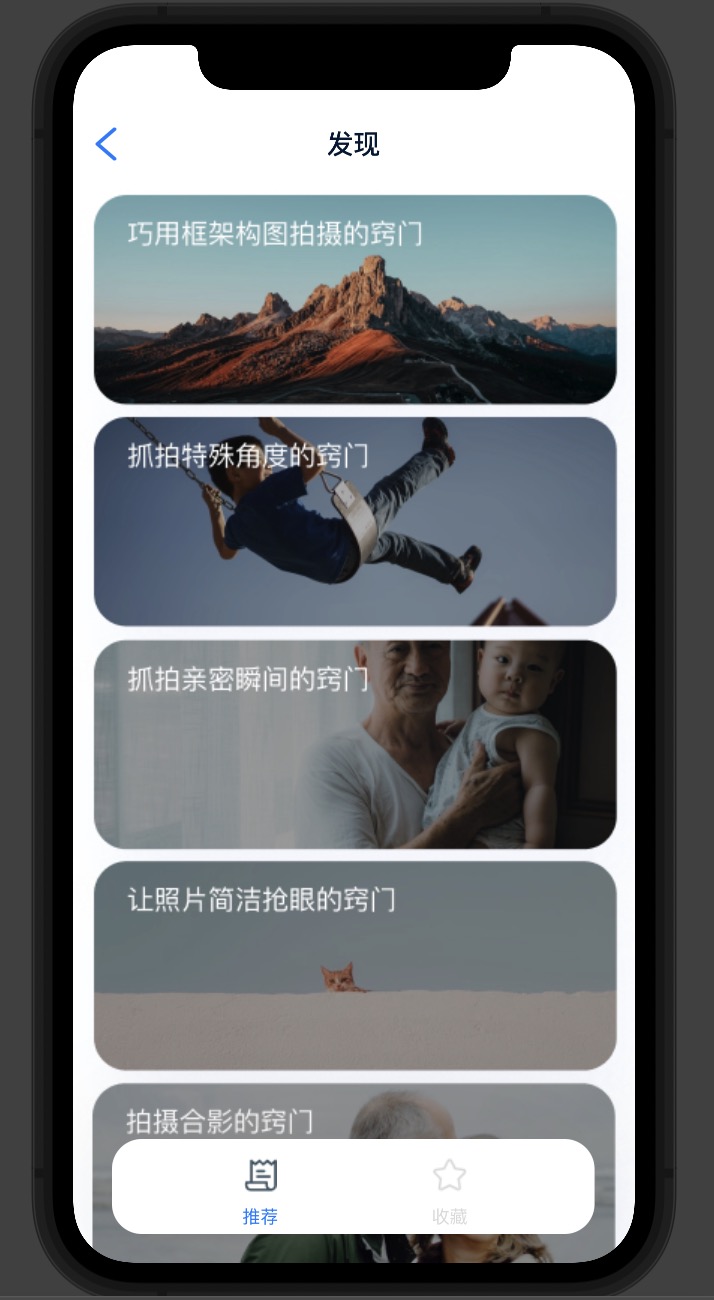 发现
巧用框架构图拍摄的窍门
抓拍特殊角度的窍门
抓拍亲密瞬间的窍门
让照片简洁抢眼的窍门
拍摄合影的窍门
推荐
收藏